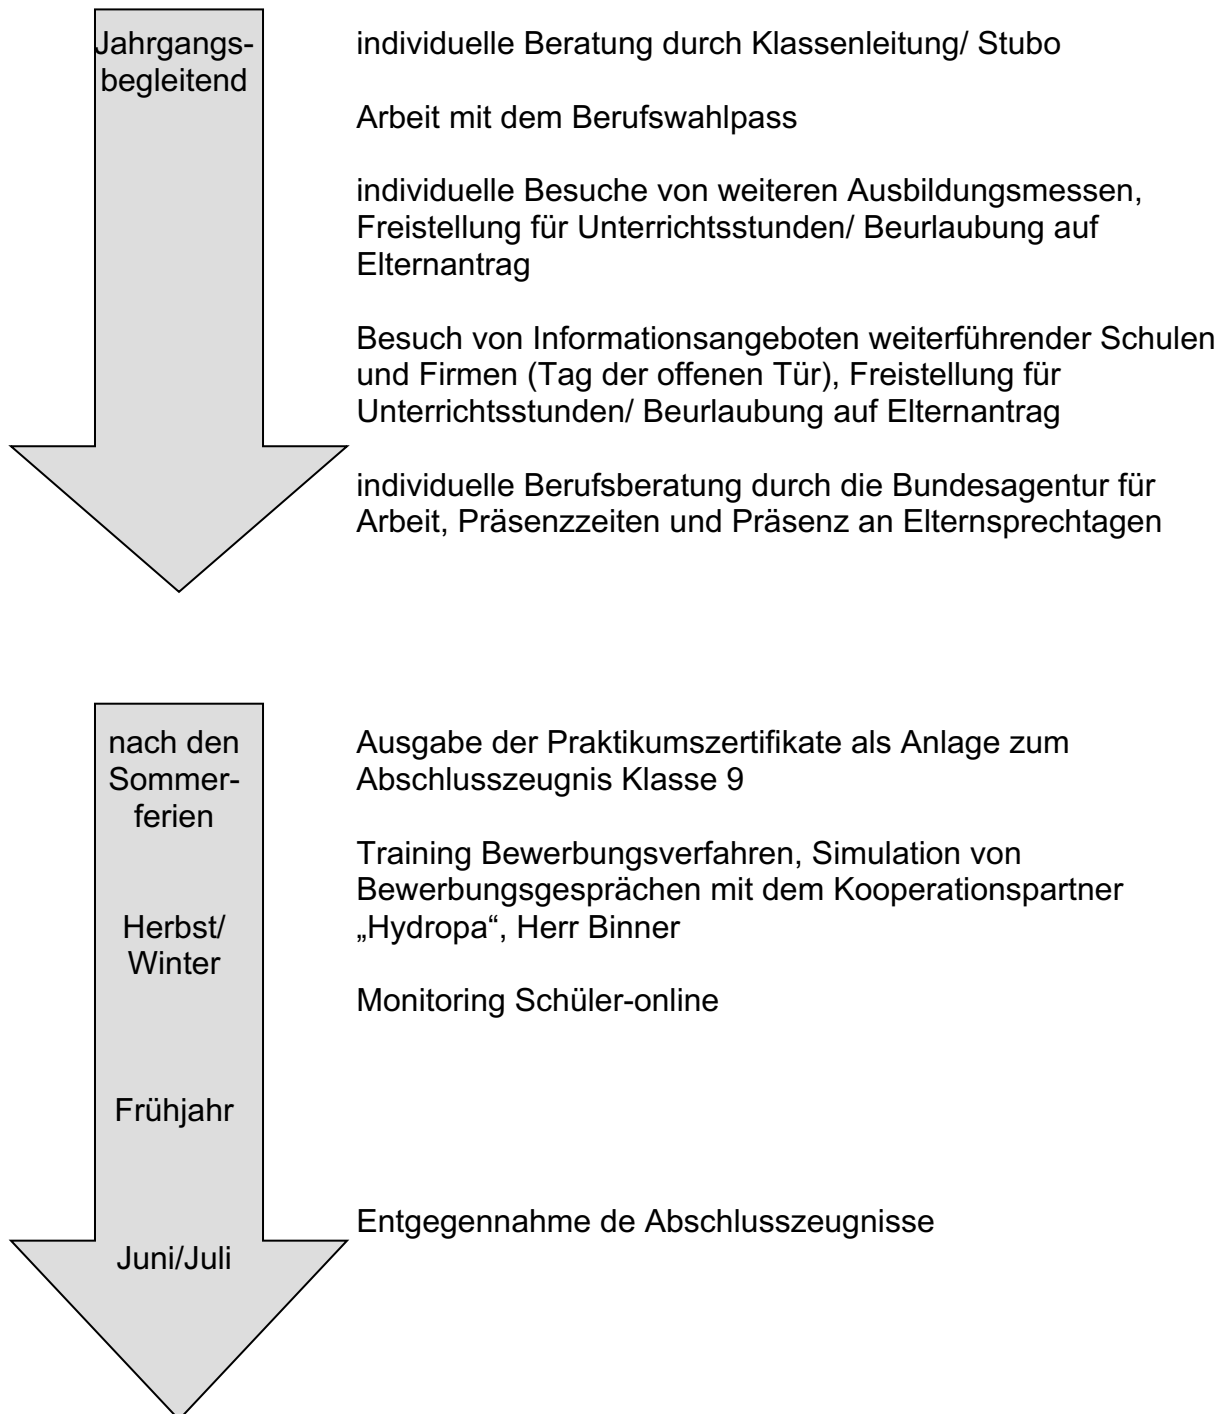 Jahrgangs-
begleitend
individuelle Beratung durch Klassenleitung/ Stubo
Arbeit mit dem Berufswahlpass
individuelle Besuche von weiteren Ausbildungsmessen,
Freistellung für Unterrichtsstunden/ Beurlaubung auf
Elternantrag
Besuch von Informationsangeboten weiterführender Schulen
und Firmen (Tag der offenen Tür), Freistellung für
Unterrichtsstunden/ Beurlaubung auf Elternantrag
individuelle Berufsberatung durch die Bundesagentur für
Arbeit, Präsenzzeiten und Präsenz an Elternsprechtagen
nach den
Sommer-
ferien
Ausgabe der Praktikumszertifikate als Anlage zum
Abschlusszeugnis Klasse 9
Training Bewerbungsverfahren, Simulation von
Bewerbungsgesprächen mit dem Kooperationspartner
„Hydropa“, Herr Binner
Herbst/
Winter
Monitoring Schüler-online
Frühjahr
Entgegennahme de Abschlusszeugnisse
Juni/Juli